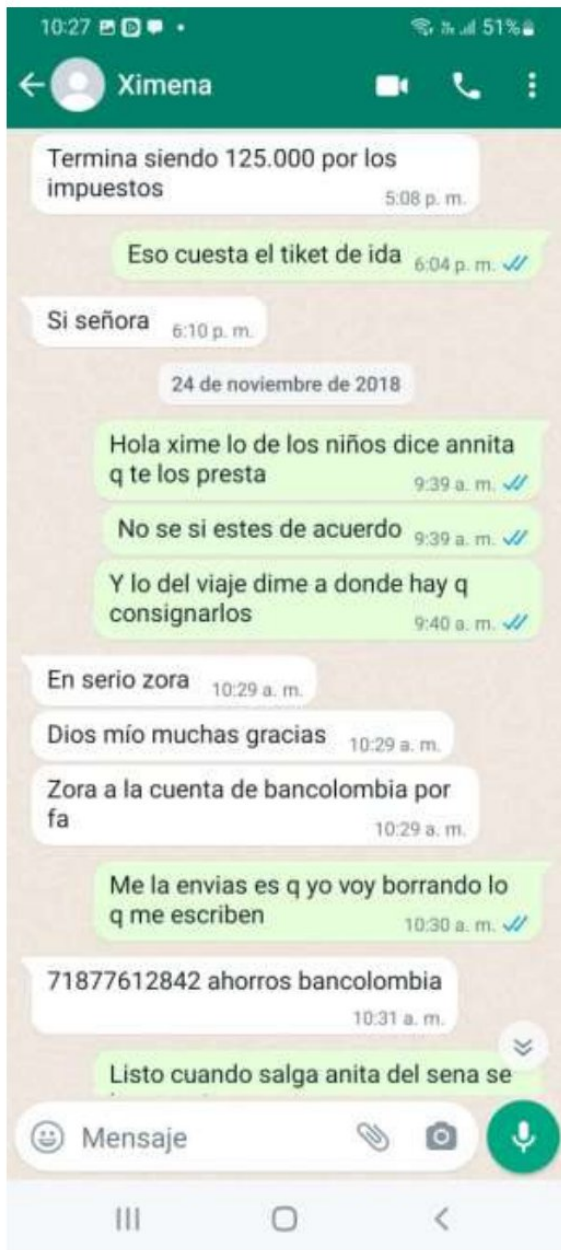 10:27 51%
Ximena
Termina siendo 125.000 por los
impuestos
5:08 p. m.
Eso cuesta el tiket de ida 6:04 p. m.
Si señora 6:10 p. m.
24 de noviembre de 2018
Hola xime lo de los niños dice annita
q te los presta
9:39 a. m.
No se si estes de acuerdo 9:39 a. m.
Y lo del viaje dime a donde hay q
consignarlos
9:40 a. m.
En serio zora 10:29 a. m.
Dios mío muchas gracias 10:29 a. m.
Zora a la cuenta de bancolombia por
fa
10:29 a. m.
Me la envias es q yo voy borrando lo
q me escriben
10:30 a. m.
71877612842 ahorros bancolombia
10:31 a. m.
Listo cuando salga anita del sena se
Mensaje